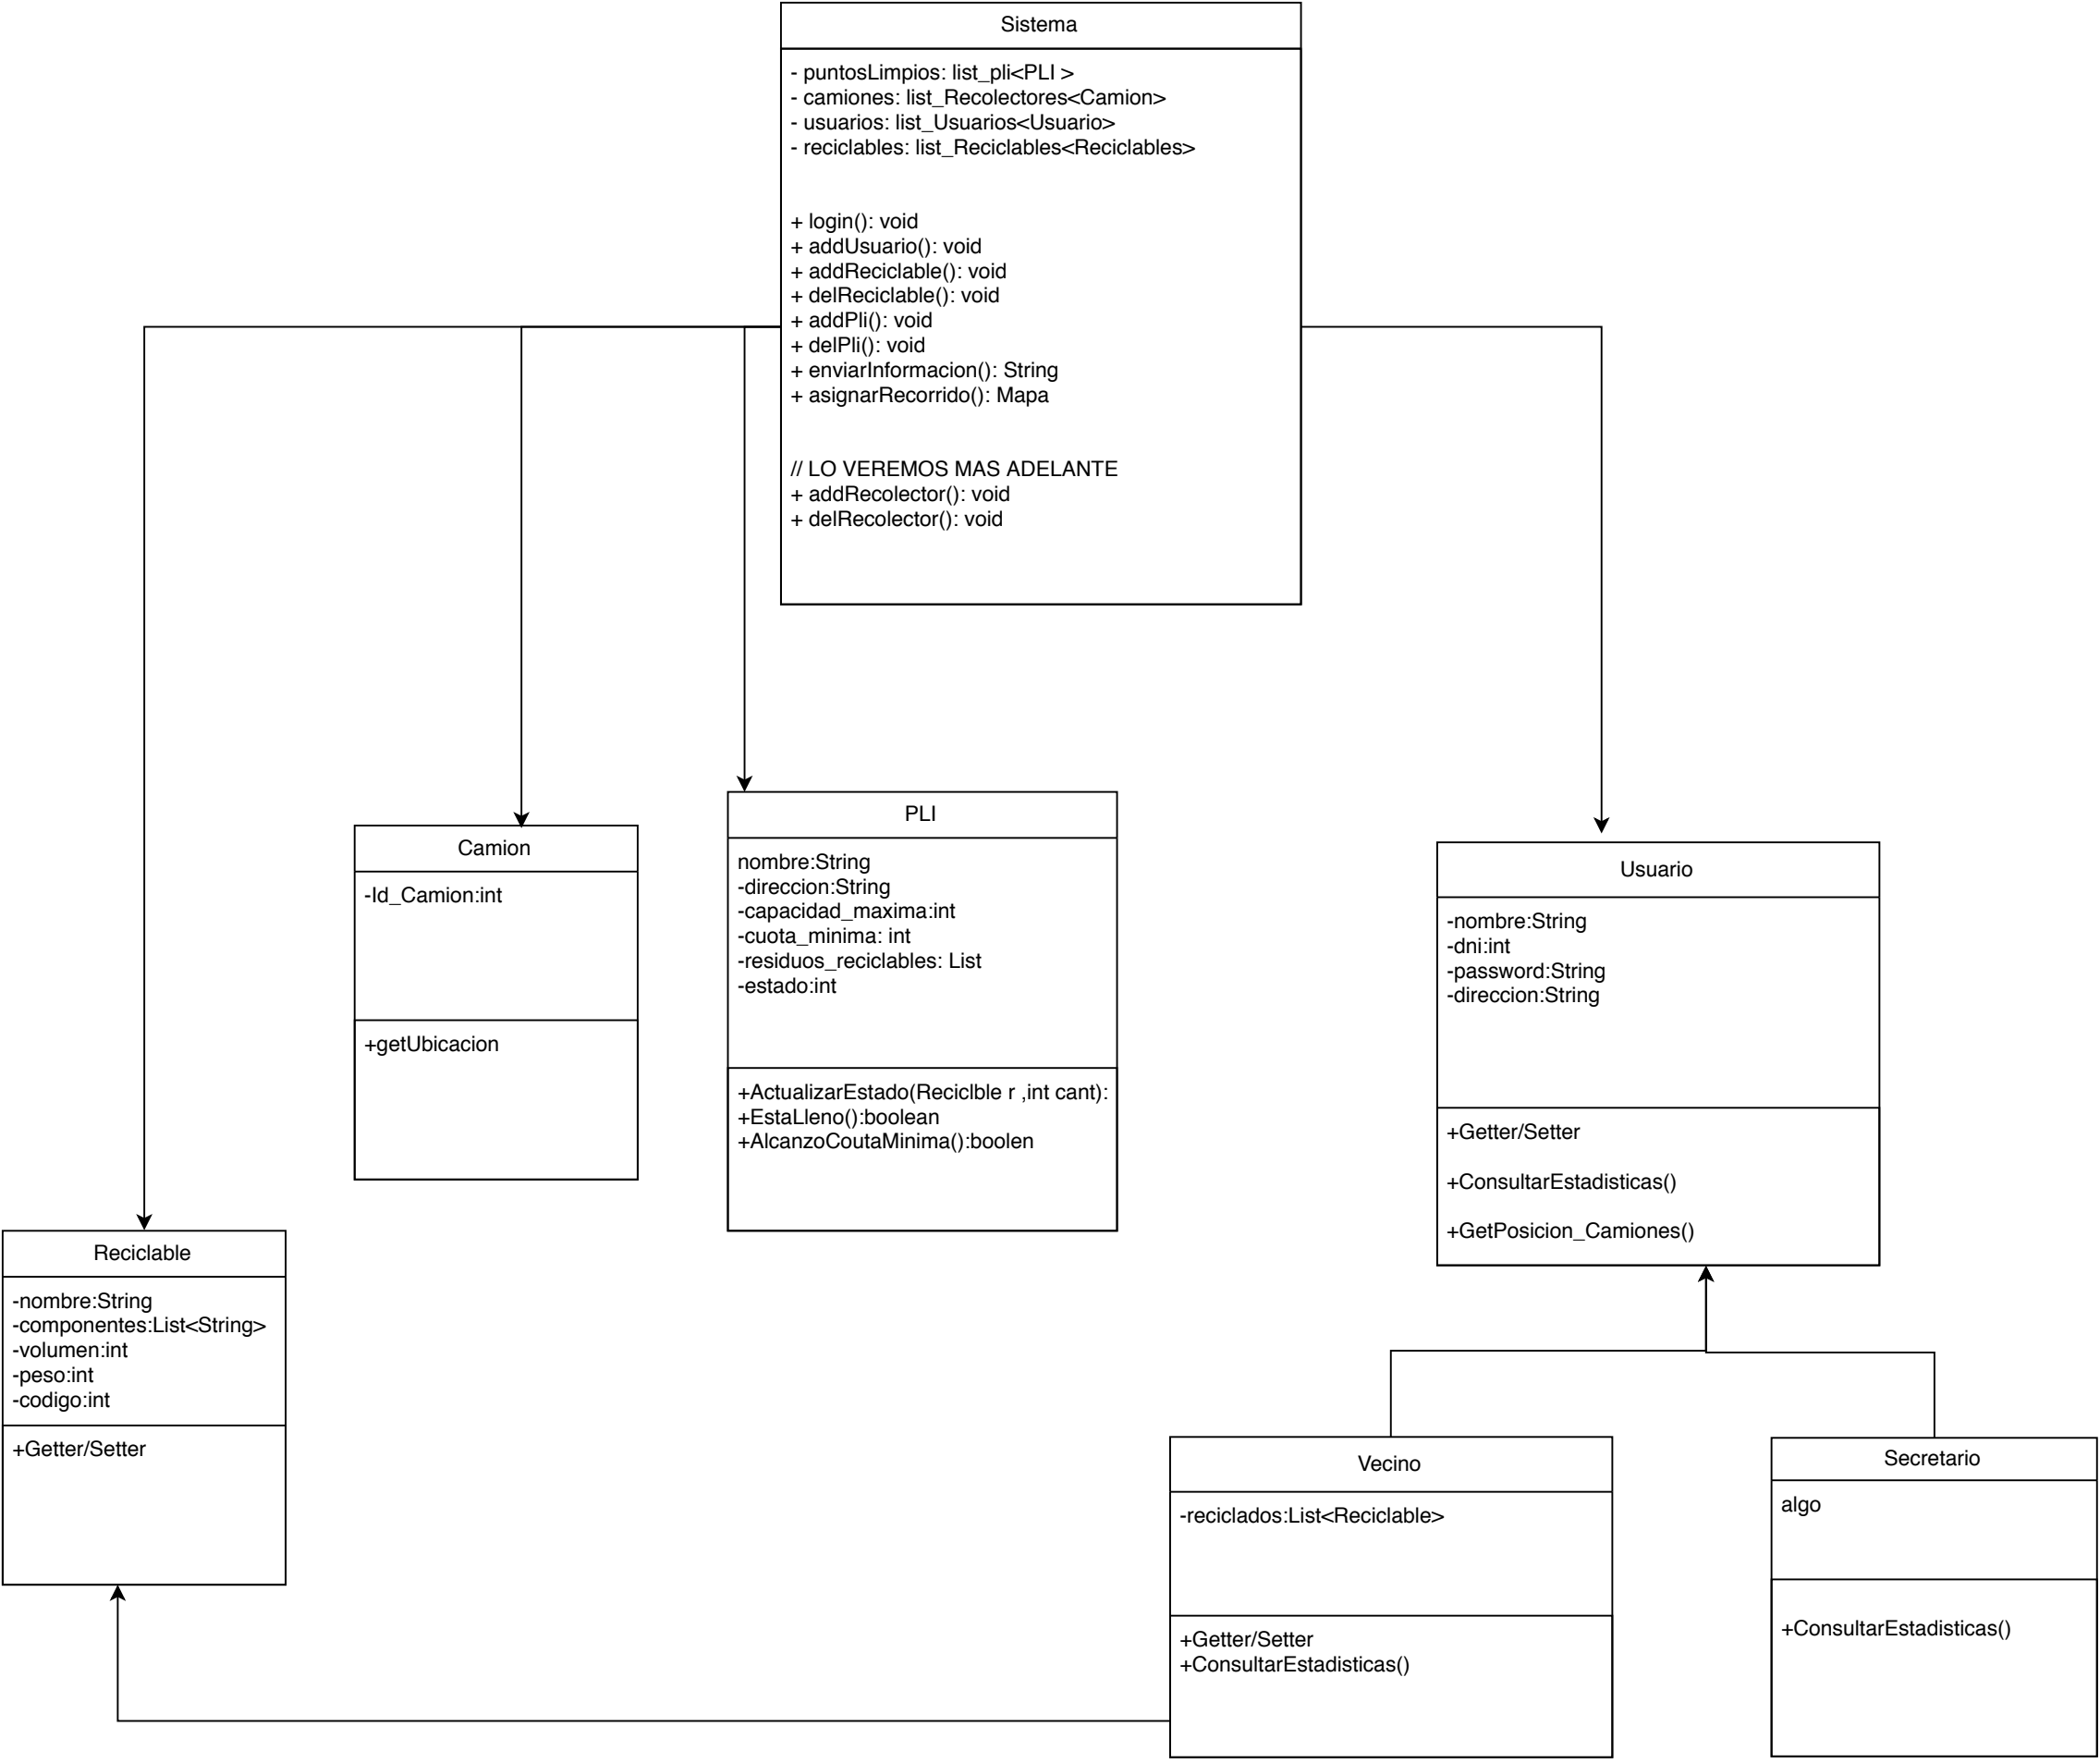 Sistema
- puntosLimpios: list_pli<PLI >
- camiones: list_Recolectores<Camion>
- usuarios: list_Usuarios<Usuario>
- reciclables: list_Reciclables<Reciclables>
+ login(): void
+ addUsuario(): void
+ addReciclable(): void
+ delReciclable(): void
+ addPli(): void
+ delPli(): void
+ enviarInformacion(): String
+ asignarRecorrido(): Mapa
// LO VEREMOS MAS ADELANTE
+ addRecolector(): void
+ delRecolector(): void
Camion
-Id_Camion:int
+getUbicacion
PLI
nombre:String
-direccion:String
-capacidad_maxima:int
-cuota_minima: int
-residuos_reciclables: List
-estado:int
+ActualizarEstado(Reciclble r ,int cant):
+EstaLleno():boolean
+AlcanzoCoutaMinima():boolen
Usuario
-nombre:String
-dni:int
-password:String
-direccion:String
+Getter/Setter
+ConsultarEstadisticas()
+GetPosicion_Camiones()
Reciclable
-nombre:String
-componentes:List<String>
-volumen:int
-peso:int
-codigo:int
+Getter/Setter
Vecino
-reciclados:List<Reciclable>
+Getter/Setter
+ConsultarEstadisticas()
Secretario
algo
+ConsultarEstadisticas()